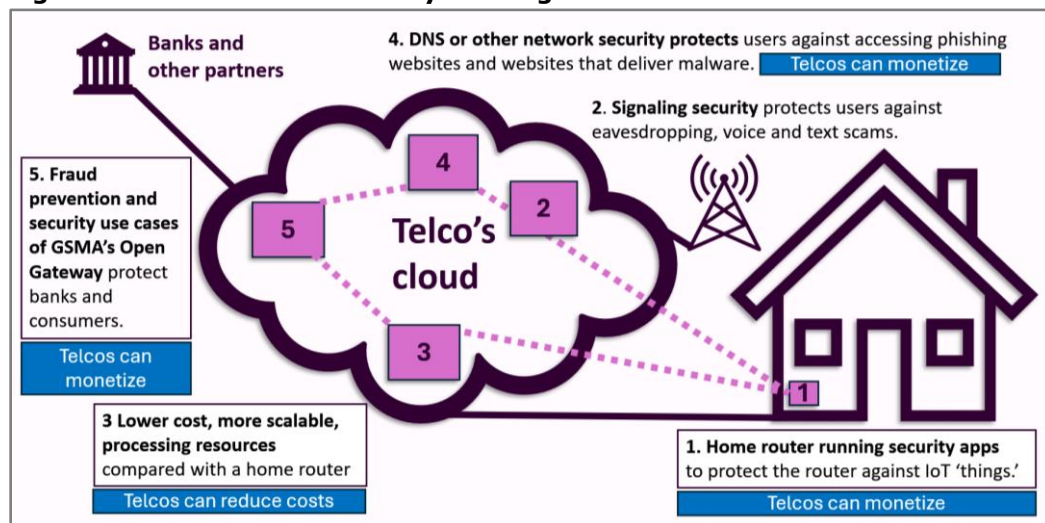 Banks and
other partners
4. DNS or other network security protects users against accessing phishing
websites and websites that deliver malware. Telcos can monetize
2. Signaling security protects users against
eavesdropping, voice and text scams.
5. Fraud
prevention and
security use cases
of GSMA's Open
Gateway protect
banks and
consumers.
Telcos can
monetize
4
2
5
Telco's
cloud
3
1
3 Lower cost, more scalable,
processing resources
compared with a home router
Telcos can reduce costs
1. Home router running security apps
to protect the router against IoT 'things.'
Telcos can monetize